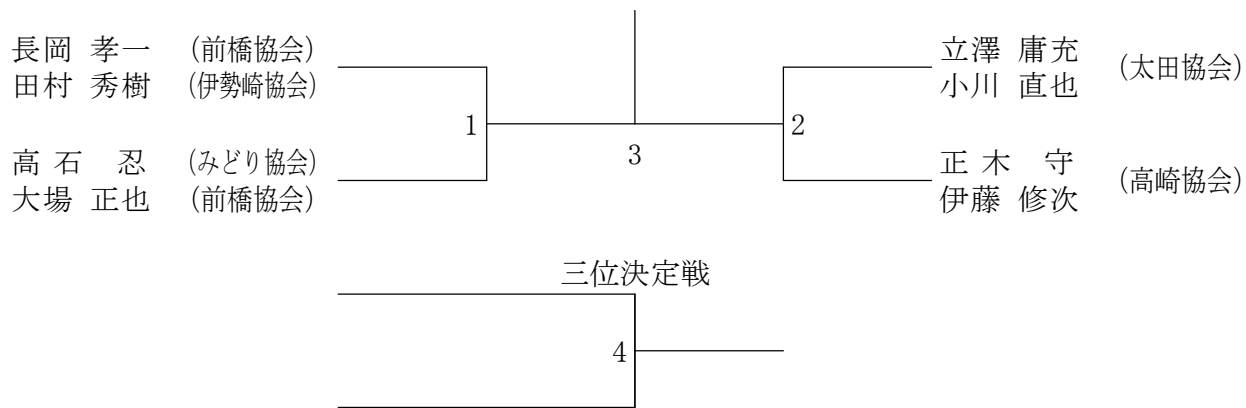 長岡 孝一 (前橋協会)
田村 秀樹 (伊勢崎協会)
1
高石 忍 (みどり協会)
大場 正也 (前橋協会)
3
立澤 庸充
小川 直也
(太田協会)
2
正木 守
伊藤 修次
(高崎協会)
三位決定戦
4